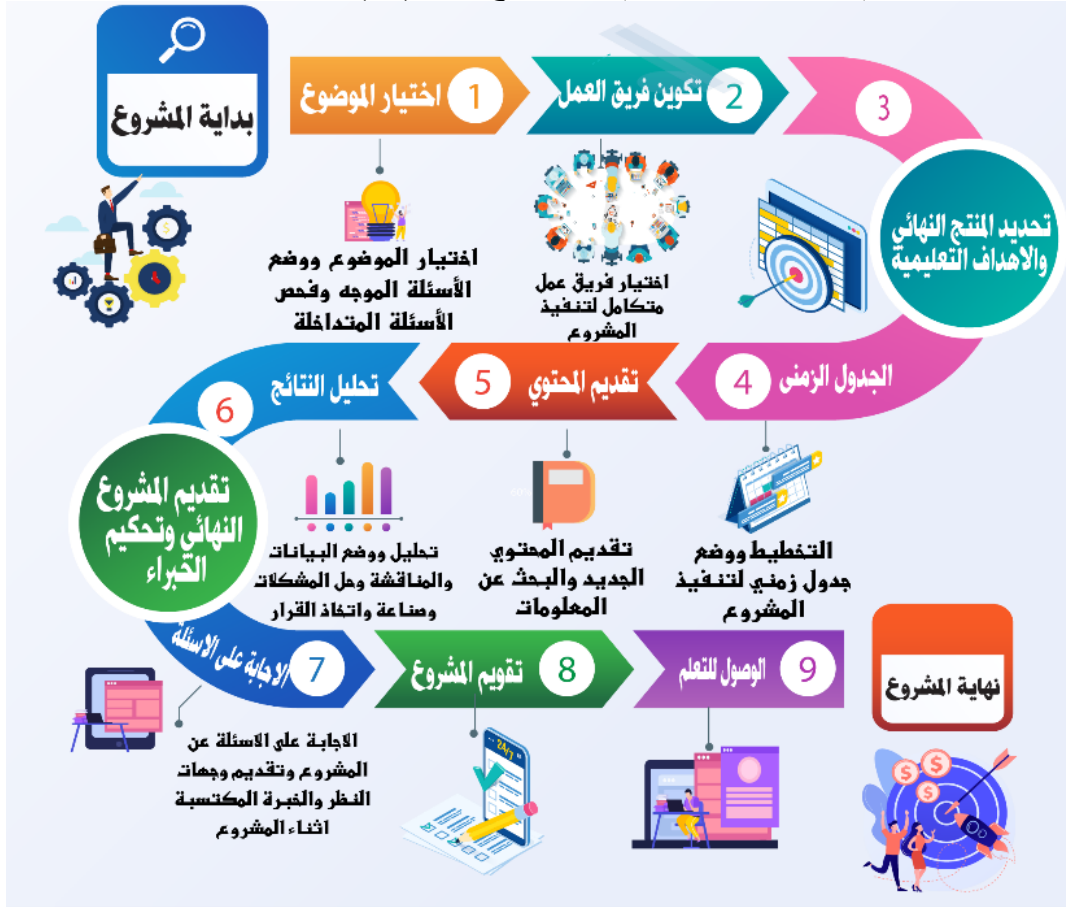 بداية المشروع
1
اختيار الموضوع
اختيار الموضوع ووضع
الأسئلة الموجه وفحص
الأسئلة المتداخلة
2
تكوين فريق العمل
اختيار فريق عمل
متكامل لتنفيذ
المشروع
3
تحديد المنتج النهائي
والاهداف التعليمية
4
الجدول الزمنى
التخطيط ووضع
جدول زمني لتنفيذ
المشروع
5
تقديم المحتوي
تقديم المحتوي
الجديد والبحث عن
المعلومات
6
تحليل النتائج
تحليل ووضع البيانات
والمناقشة وحل المشكلات
وصناعة واتخاذ القرار
تقديم المشروع
النهائي وتحكيم
الخبراء
7
الاجابة على الاسئلة
الاجابة على الاسئلة عن
المشروع وتقديم وجهات
النظر والخبرة المكتسبة
اثناء المشروع
8
تقويم المشروع
24/7
9
الوصول للتعلم
نهاية المشروع